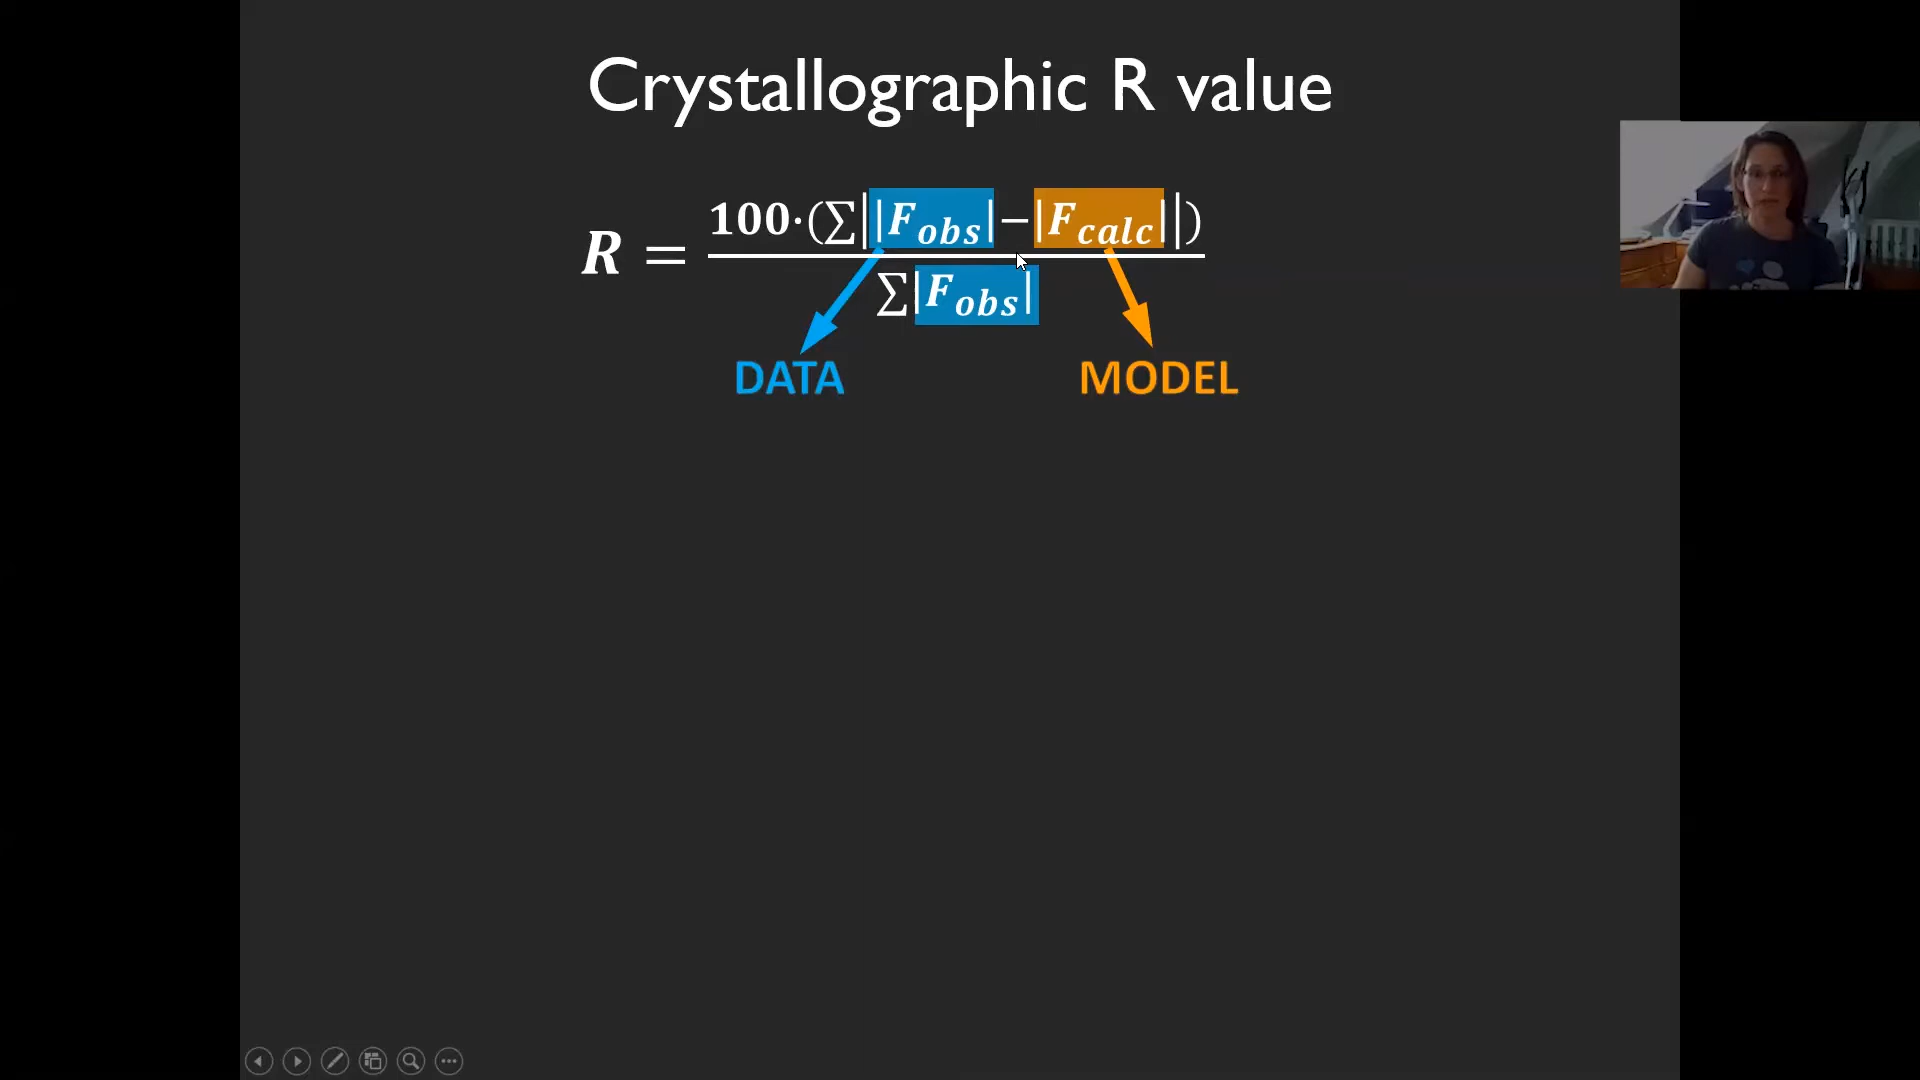 Crystallographic R value
R = 100·(∑||F_obs|−|F_calc||) / ∑|F_obs|
DATA MODEL